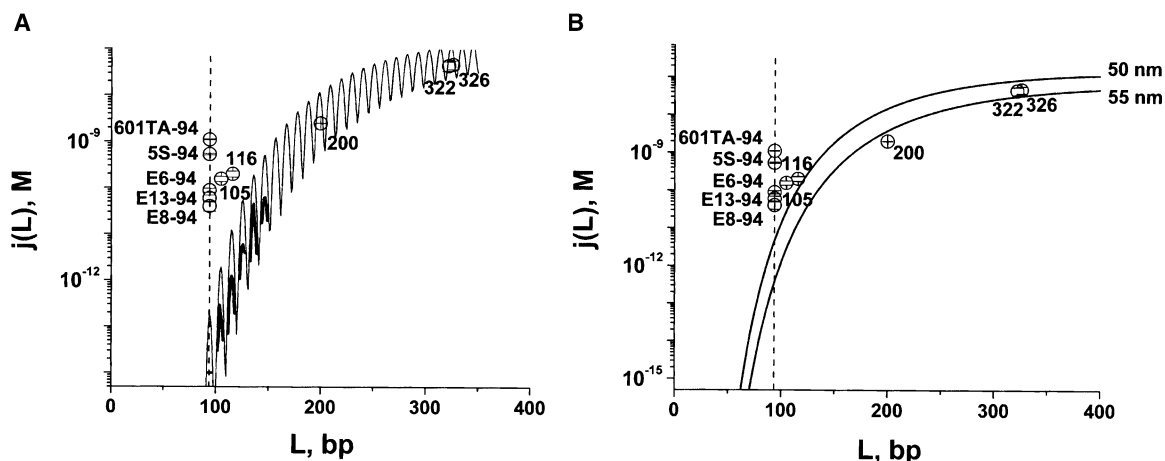 A
10⁻⁹
10⁻¹²
j(L), M
601TA-94
5S-94
E6-94
E13-94
E8-94
116
105
200
322
326
0
100
200
300
400
L, bp
B
10⁻⁹
10⁻¹²
10⁻¹⁵
j(L), M
601TA-94
5S-94
E6-94
E13-94
E8-94
116
105
200
322
326
50 nm
55 nm
0
100
200
300
400
L, bp